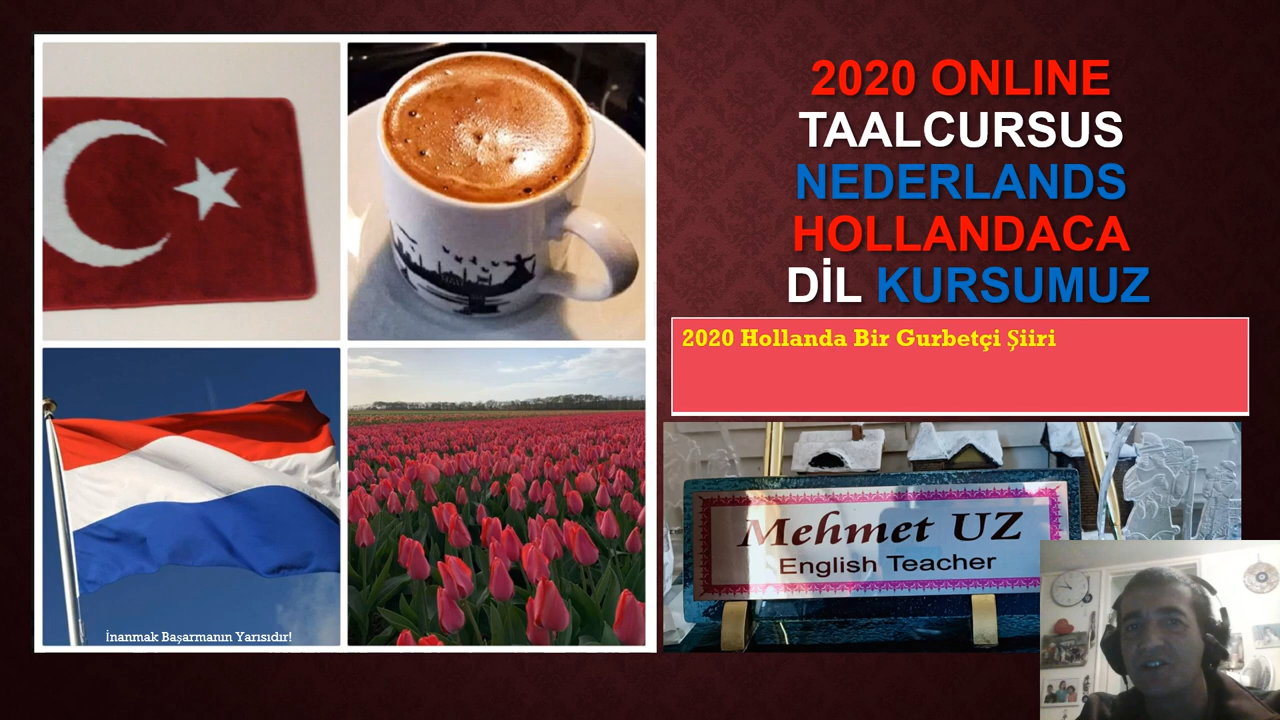 2020 ONLINE
TAALCURSUS
NEDERLANDS
HOLLANDACA
DİL KURSUMUZ
2020 Hollanda Bir Gurbetçi Şiiri
Mehmet UZ
English Teacher
İnanmak Başarmanın Yarısıdır!